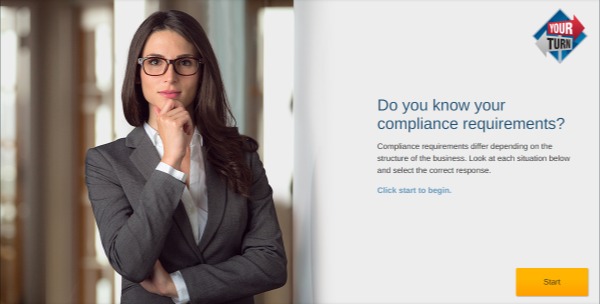 YOUR
TURN
Do you know your
compliance requirements?
Compliance requirements differ depending on the
structure of the business. Look at each situation below
and select the correct response.
Click start to begin.
Start